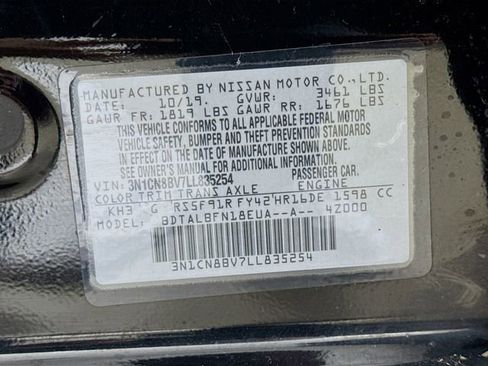 MANUFACTURED BY NISSAN MOTOR CO., LTD.
DATE: 10/19. GVWR: 3461 LBS
GAWR FR: 1819 LBS GAWR RR: 1676 LBS
THIS VEHICLE CONFORMS TO ALL APPLICABLE FEDERAL MOTOR
VEHICLE SAFETY, BUMPER AND THEFT PREVENTION STANDARDS
IN EFFECT ON THE DATE OF MANUFACTURE SHOWN ABOVE.
SEE OWNER'S MANUAL FOR ADDITIONAL INFORMATION.
VIN: 3N1CN8BV7LL835254 PASSENGER CAR.
COLOR TRIM TRANS AXLE ENGINE
KH3 G RS5F91R FY42 HR16DE 1598 CC
MODEL: BDTALBFN18EUA--A-- 4Z000
3N1CN8BV7LL835254